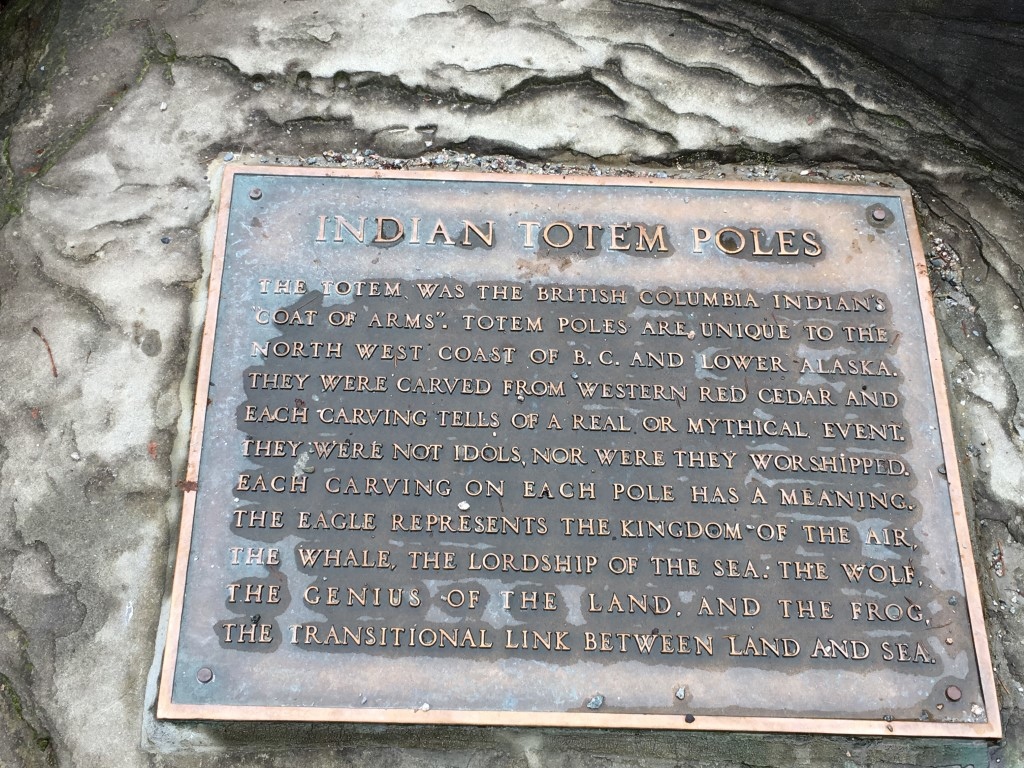 INDIAN TOTEM POLES
THE TOTEM WAS THE BRITISH COLUMBIA INDIAN'S
"COAT OF ARMS". TOTEM POLES ARE UNIQUE TO THE
NORTH WEST COAST OF B.C. AND LOWER ALASKA.
THEY WERE CARVED FROM WESTERN RED CEDAR AND
EACH CARVING TELLS OF A REAL OR MYTHICAL EVENT.
THEY WERE NOT IDOLS, NOR WERE THEY WORSHIPPED.
EACH CARVING ON EACH POLE HAS A MEANING.
THE EAGLE REPRESENTS THE KINGDOM OF THE AIR,
THE WHALE, THE LORDSHIP OF THE SEA. THE WOLF,
THE GENIUS OF THE LAND, AND THE FROG,
THE TRANSITIONAL LINK BETWEEN LAND AND SEA.